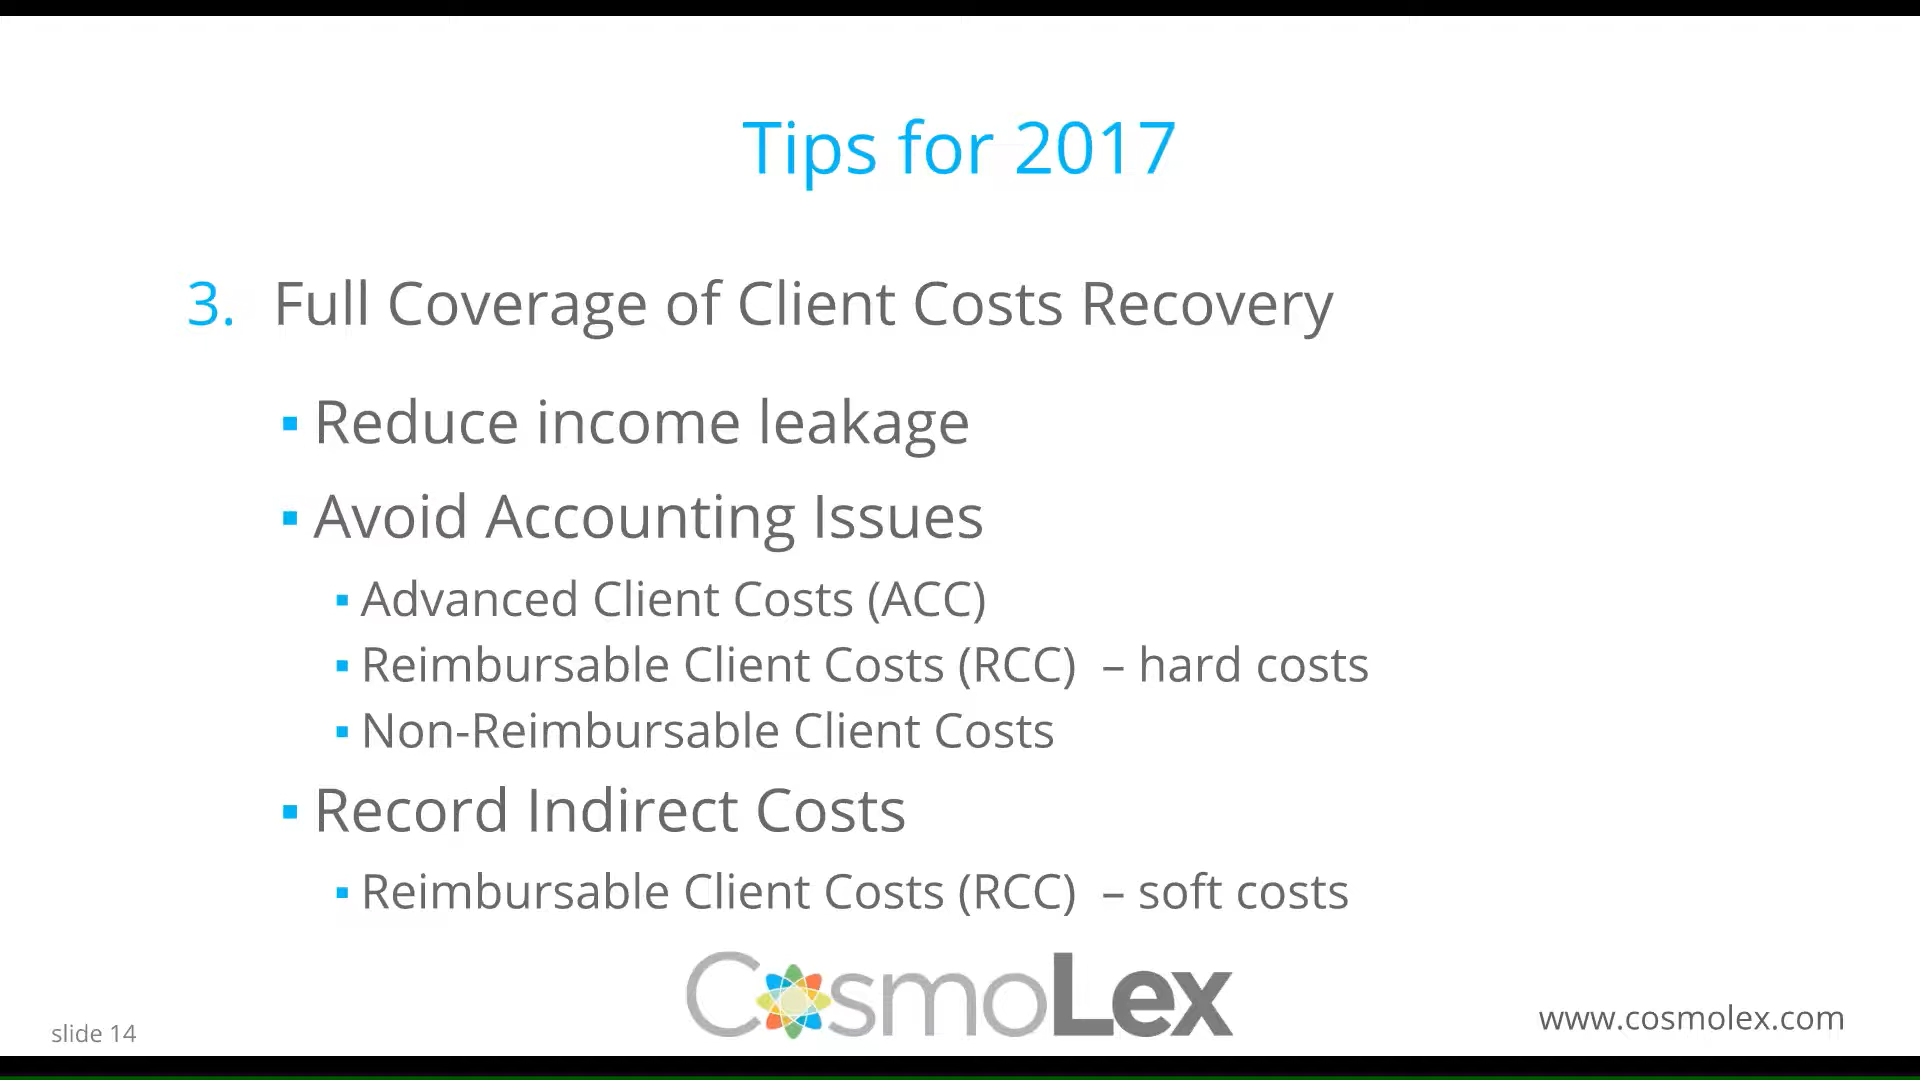 Tips for 2017
3. Full Coverage of Client Costs Recovery
▪ Reduce income leakage
▪ Avoid Accounting Issues
▪ Advanced Client Costs (ACC)
▪ Reimbursable Client Costs (RCC) – hard costs
▪ Non-Reimbursable Client Costs
▪ Record Indirect Costs
▪ Reimbursable Client Costs (RCC) – soft costs
CosmoLex
slide 14
www.cosmolex.com